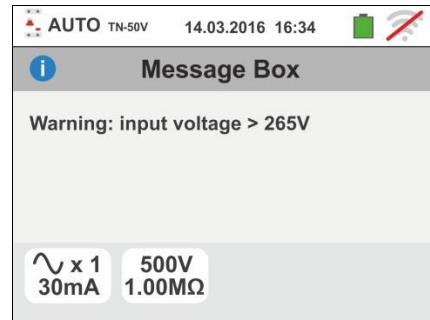 AUTO TN-50V 14.03.2016 16:34
i Message Box
Warning: input voltage > 265V
x 1 500V
30mA 1.00MΩ